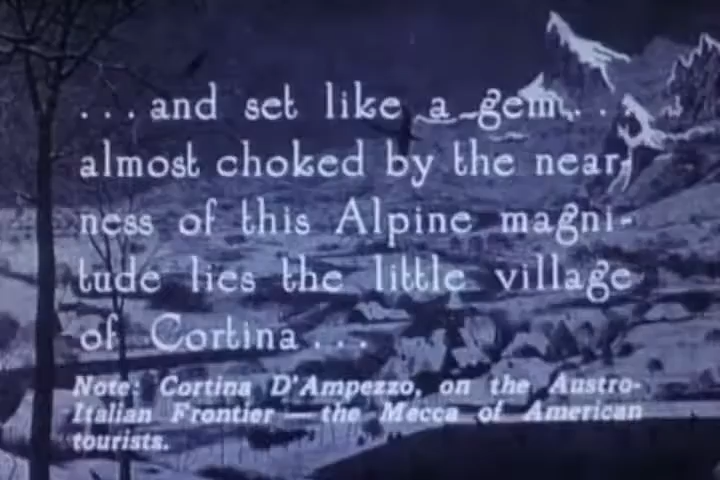 ...and set like a gem...
almost choked by the near-
ness of this Alpine magni-
tude lies the little village
of Cortina...
Note: Cortina D'Ampezzo, on the Austro-
Italian Frontier — the Mecca of American
tourists.